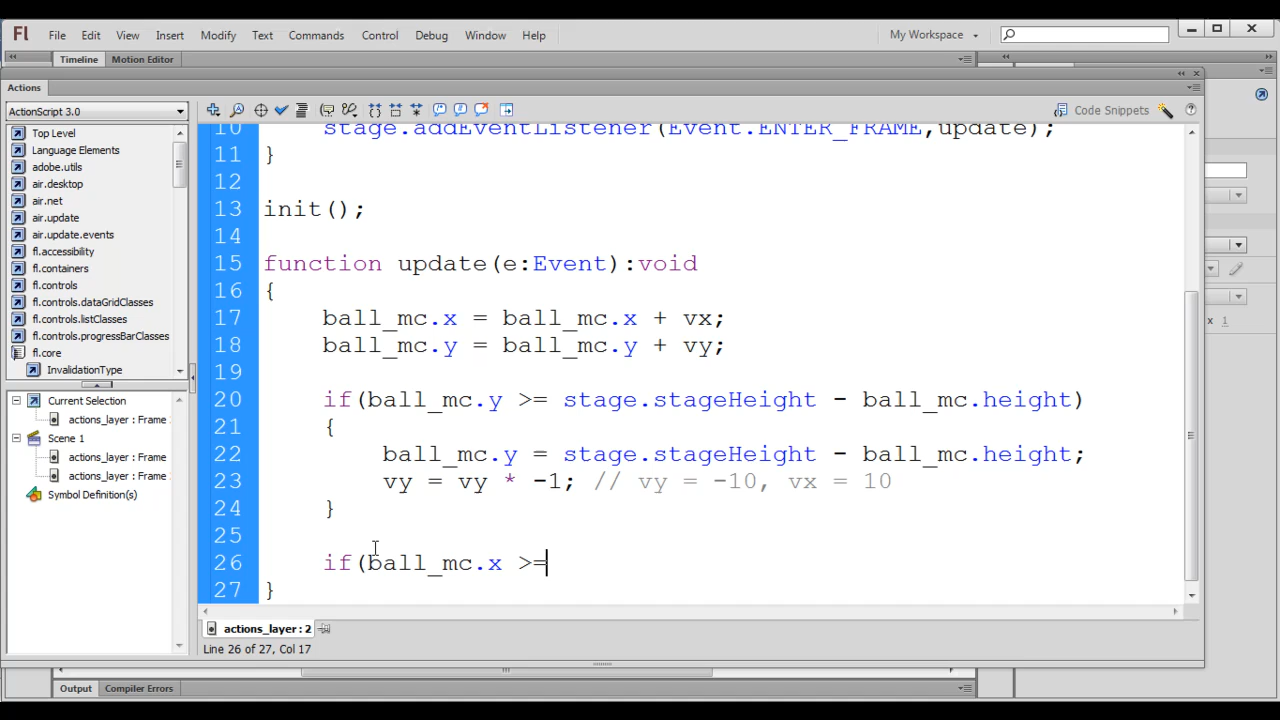 Fl File Edit View Insert Modify Text Commands Control Debug Window Help My Workspace
Timeline Motion Editor
Actions
ActionScript 3.0
Code Snippets
Top Level
Language Elements
adobe.utils
air.desktop
air.net
air.update
air.update.events
fl.accessibility
fl.containers
fl.controls
fl.controls.dataGridClasses
fl.controls.listClasses
fl.controls.progressBarClasses
fl.core
InvalidationType
Current Selection
actions_layer : Frame
Scene 1
actions_layer : Frame
actions_layer : Frame
Symbol Definition(s)
10 stage.addEventListener(Event.ENTER_FRAME,update);
11 }
12
13 init();
14
15 function update(e:Event):void
16 {
17 ball_mc.x = ball_mc.x + vx;
18 ball_mc.y = ball_mc.y + vy;
19
20 if(ball_mc.y >= stage.stageHeight - ball_mc.height)
21 {
22 ball_mc.y = stage.stageHeight - ball_mc.height;
23 vy = vy * -1; // vy = -10, vx = 10
24 }
25
26 if(ball_mc.x >=
27 }
actions_layer : 2
Line 26 of 27, Col 17
Output Compiler Errors
x 1